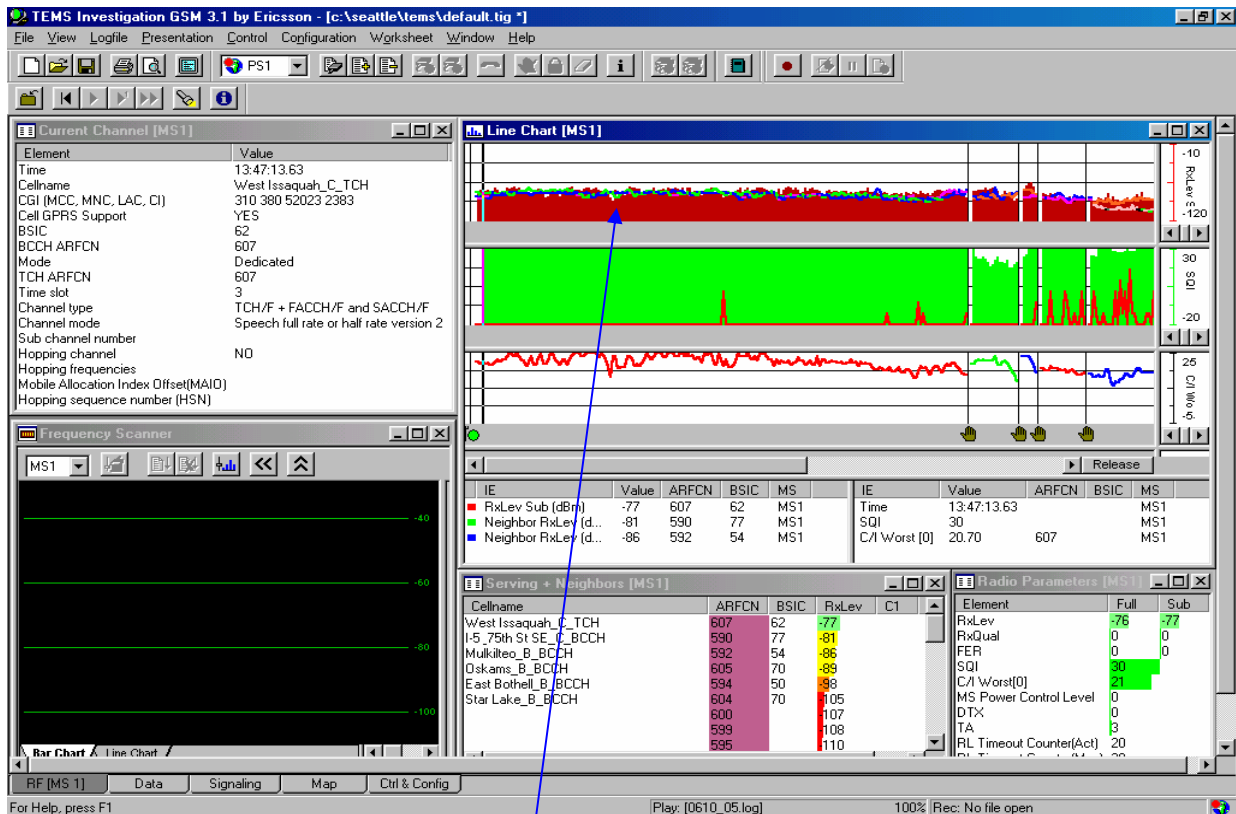 TEMS Investigation GSM 3.1 by Ericsson - [c:\seattle\tems\default.tig *]
File View Logfile Presentation Control Configuration Worksheet Window Help
PS1
Current Channel [MS1]
Element Value
Time 13:47:13.63
Cellname West Issaquah_C_TCH
CGI (MCC, MNC, LAC, CI) 310 380 52023 2383
Cell GPRS Support YES
BSIC 62
BCCH ARFCN 607
Mode Dedicated
TCH ARFCN 607
Time slot 3
Channel type TCH/F + FACCH/F and SACCH/F
Channel mode Speech full rate or half rate version 2
Sub channel number
Hopping channel NO
Hopping frequencies
Mobile Allocation Index Offset(MAIO)
Hopping sequence number (HSN)
Line Chart [MS1]
-10
RxLev S
-120
30
SQI
-20
25
C/I Wo
-5.
Release
IE Value ARFCN BSIC MS
RxLev Sub (dBm) -77 607 62 MS1
Neighbor RxLev (d... -81 590 77 MS1
Neighbor RxLev (d... -86 592 54 MS1
IE Value ARFCN BSIC MS
Time 13:47:13.63 MS1
SQI 30 MS1
C/I Worst [0] 20.70 607 MS1
Frequency Scanner
MS1
-40
-60
-80
-100
Bar Chart Line Chart
Serving + Neighbors [MS1]
Cellname ARFCN BSIC RxLev C1
West Issaquah_C_TCH 607 62 -77
I-5_75th St SE_C_BCCH 590 77 -81
Mulkilteo_B_BCCH 592 54 -86
Oskams_B_BCCH 605 70 -89
East Bothell_B_BCCH 594 50 -98
Star Lake_B_BCCH 604 70 -105
600 -107
599 -108
595 -110
Radio Parameters [MS1]
Element Full Sub
RxLev -76 -77
RxQual 0 0
FER 0 0
SQI 30
C/I Worst[0] 21
MS Power Control Level 0
DTX 0
TA 3
RL Timeout Counter(Act) 20
RF [MS 1] Data Signaling Map Ctrl & Config
For Help, press F1 Play: [0610_05.log] 100% Rec: No file open